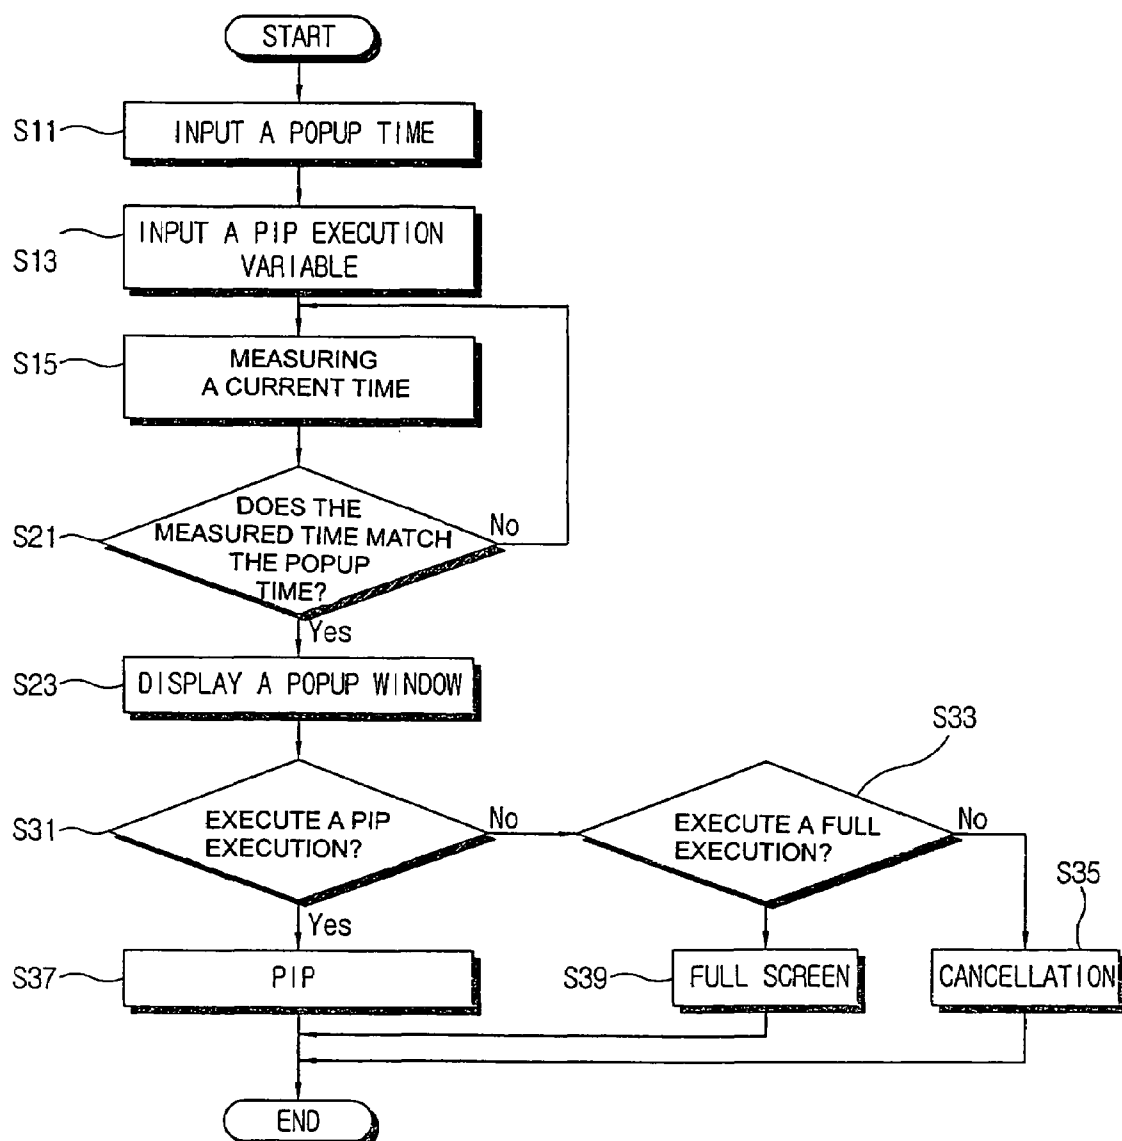 START
S11
INPUT A POPUP TIME
S13
INPUT A PIP EXECUTION
VARIABLE
S15
MEASURING
A CURRENT TIME
S21
DOES THE
MEASURED TIME MATCH
THE POPUP
TIME?
No
Yes
S23
DISPLAY A POPUP WINDOW
S31
EXECUTE A PIP
EXECUTION?
No
Yes
S33
EXECUTE A FULL
EXECUTION?
No
S35
CANCELLATION
S37
PIP
S39
FULL SCREEN
END